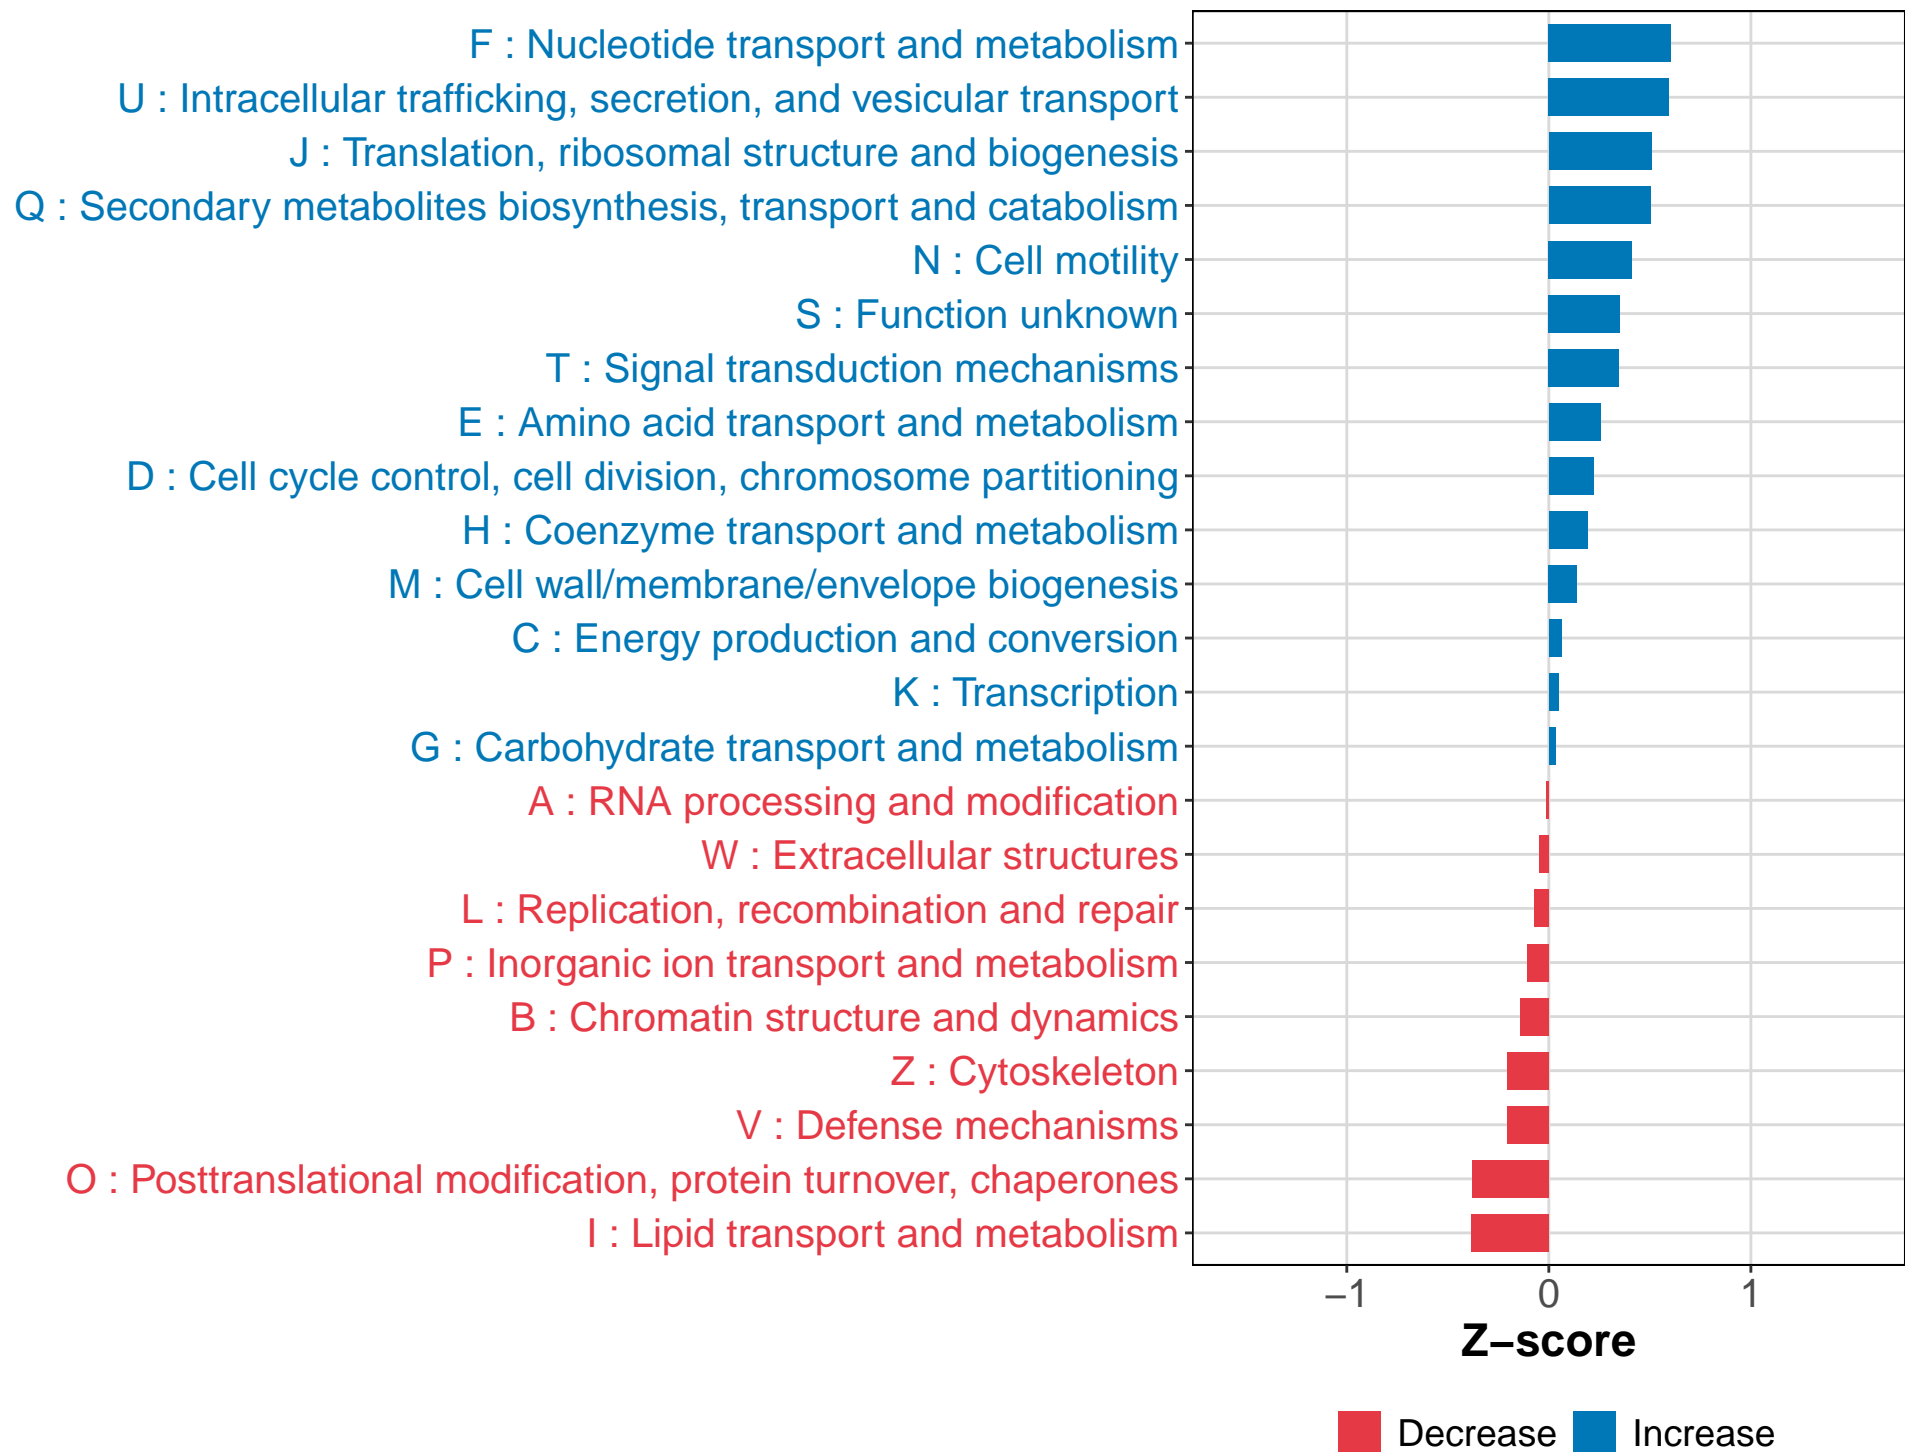 F : Nucleotide transport and metabolism
U : Intracellular trafficking, secretion, and vesicular transport
J : Translation, ribosomal structure and biogenesis
Q : Secondary metabolites biosynthesis, transport and catabolism
N : Cell motility
S : Function unknown
T : Signal transduction mechanisms
E : Amino acid transport and metabolism
D : Cell cycle control, cell division, chromosome partitioning
H : Coenzyme transport and metabolism
M : Cell wall/membrane/envelope biogenesis
C : Energy production and conversion
K : Transcription
G : Carbohydrate transport and metabolism
A : RNA processing and modification
W : Extracellular structures
L : Replication, recombination and repair
P : Inorganic ion transport and metabolism
B : Chromatin structure and dynamics
Z : Cytoskeleton
V : Defense mechanisms
O : Posttranslational modification, protein turnover, chaperones
I : Lipid transport and metabolism
−1 0 1
Z−score
Decrease Increase